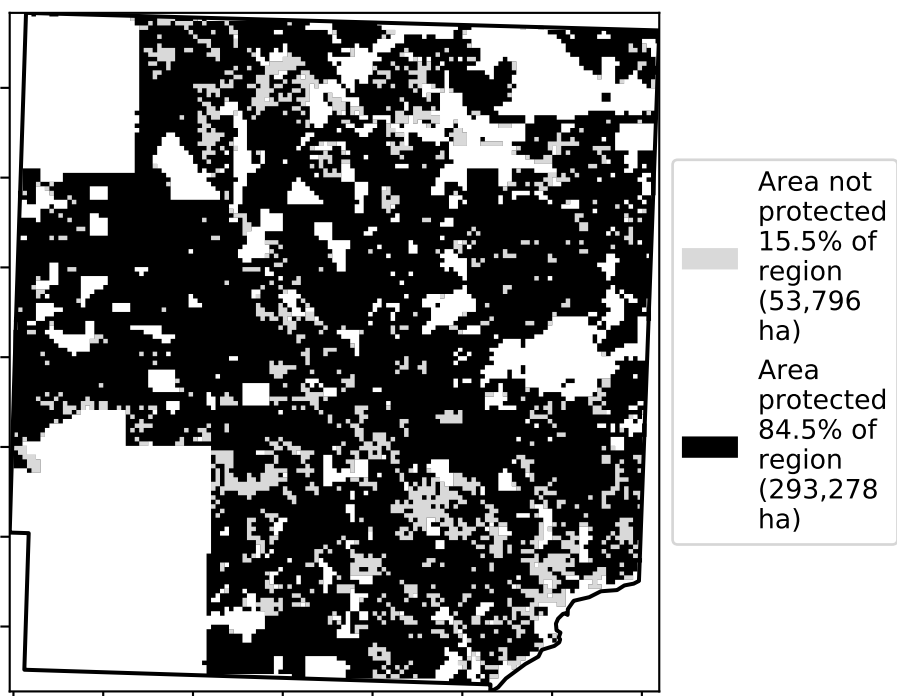 Area not
protected
15.5% of
region
(53,796
ha)
Area
protected
84.5% of
region
(293,278
ha)